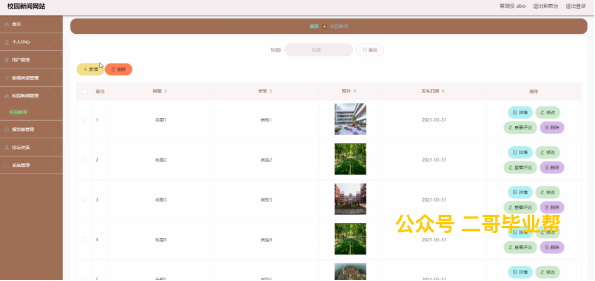 校园新闻网站
管理员 abo 退出到前台 退出登录
首页
个人中心
用户管理
新闻类型管理
校园新闻管理
校园新闻
留言板管理
论坛交流
系统管理
标题 标题 查询
+ 新增 删除
索引 标题 类型 图片 发布日期 操作
1 标题1 类型1 2021-03-31 详情 修改
查看评论 删除
2 标题2 类型2 2021-03-31 详情 修改
查看评论 删除
3 标题3 类型3 2021-03-31 详情 修改
查看评论 删除
4 标题4 类型4 2021-03-31 详情 修改
查看评论 删除
详情 修改
公众号 二哥毕业帮